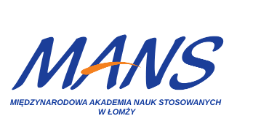 MANS
MIĘDZYNARODOWA AKADEMIA NAUK STOSOWANYCH
W ŁOMŻY